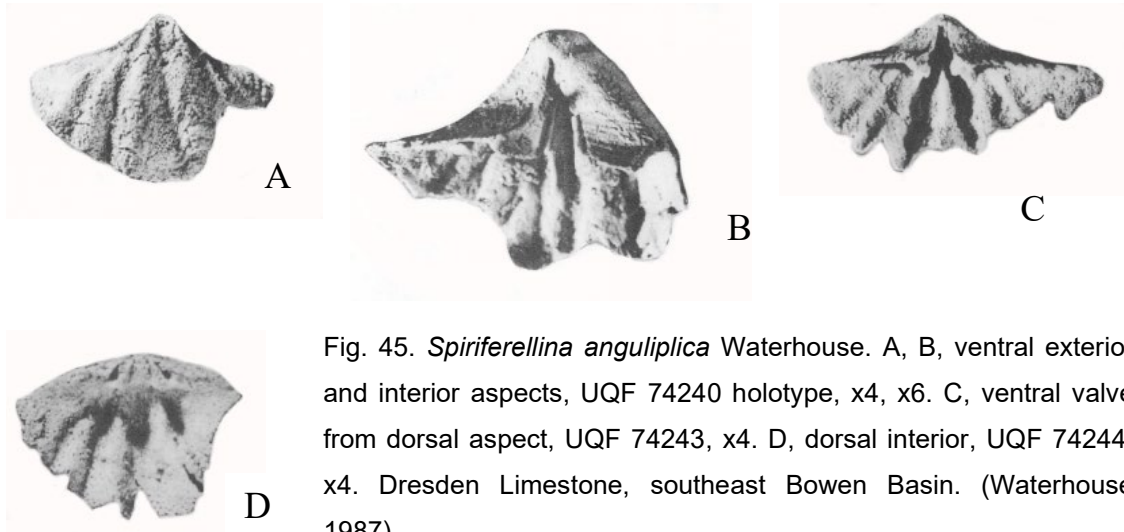 A
B
C
Fig. 45. Spiriferellina anguliplica Waterhouse. A, B, ventral exterio
and interior aspects, UQF 74240 holotype, x4, x6. C, ventral valve
from dorsal aspect, UQF 74243, x4. D, dorsal interior, UQF 74244
x4. Dresden Limestone, southeast Bowen Basin. (Waterhouse
1987)
D